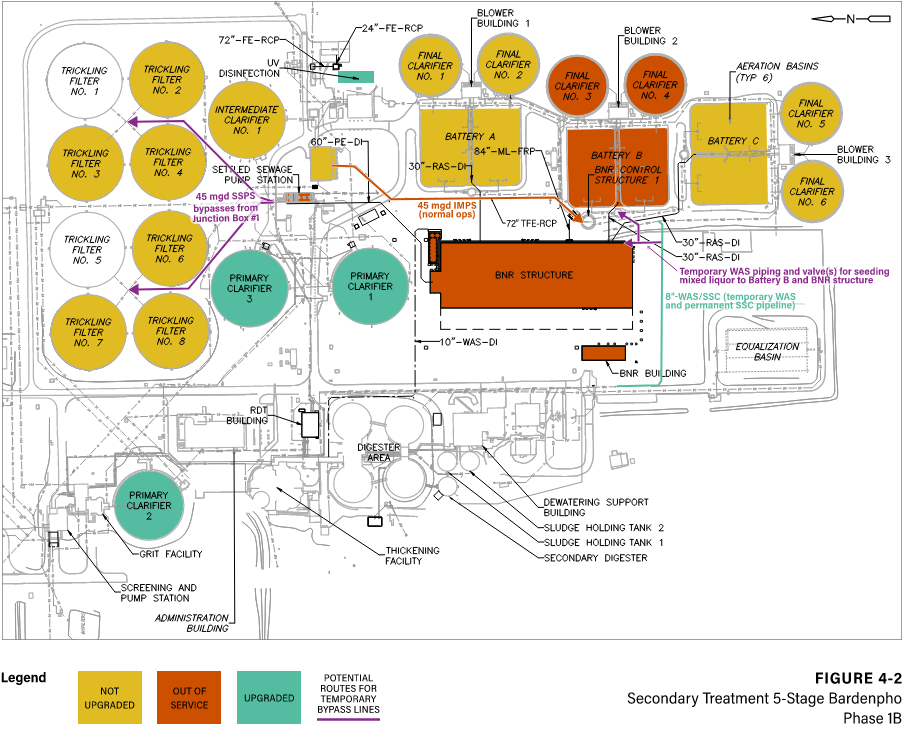 24"-FE-RCP
72"-FE-RCP
BLOWER
BUILDING 1
BLOWER
BUILDING 2
N
UV
DISINFECTION
TRICKLING
FILTER
NO. 1
TRICKLING
FILTER
NO. 2
INTERMEDIATE
CLARIFIER
NO. 1
FINAL
CLARIFIER
NO. 1
FINAL
CLARIFIER
NO. 2
FINAL
CLARIFIER
NO. 3
FINAL
CLARIFIER
NO. 4
AERATION BASINS
(TYP 6)
FINAL
CLARIFIER
NO. 5
BLOWER
BUILDING 3
FINAL
CLARIFIER
NO. 6
TRICKLING
FILTER
NO. 3
TRICKLING
FILTER
NO. 4
60"-PE-DI
BATTERY A
84"-ML-FRP
30"-RAS-DI
BATTERY B
BNR CONTROL
STRUCTURE 1
BATTERY C
SETTLED SEWAGE
PUMP STATION
45 mgd SSPS
bypasses from
Junction Box #1
45 mgd IMPS
(normal ops)
72" TFE-RCP
30"-RAS-DI
30"-RAS-DI
TRICKLING
FILTER
NO. 5
TRICKLING
FILTER
NO. 6
PRIMARY
CLARIFIER
3
PRIMARY
CLARIFIER
1
BNR STRUCTURE
Temporary WAS piping and valve(s) for seeding
mixed liquor to Battery B and BNR structure
8"-WAS/SSC (temporary WAS
and permanent SSC pipeline)
TRICKLING
FILTER
NO. 7
TRICKLING
FILTER
NO. 8
10"-WAS-DI
BNR BUILDING
EQUALIZATION
BASIN
RDT
BUILDING
DIGESTER
AREA
PRIMARY
CLARIFIER
2
DEWATERING SUPPORT
BUILDING
SLUDGE HOLDING TANK 2
SLUDGE HOLDING TANK 1
SECONDARY DIGESTER
THICKENING
FACILITY
GRIT FACILITY
SCREENING AND
PUMP STATION
ADMINISTRATION
BUILDING
Legend
NOT
UPGRADED
OUT OF
SERVICE
UPGRADED
POTENTIAL
ROUTES FOR
TEMPORARY
BYPASS LINES
FIGURE 4-2
Secondary Treatment 5-Stage Bardenpho
Phase 1B